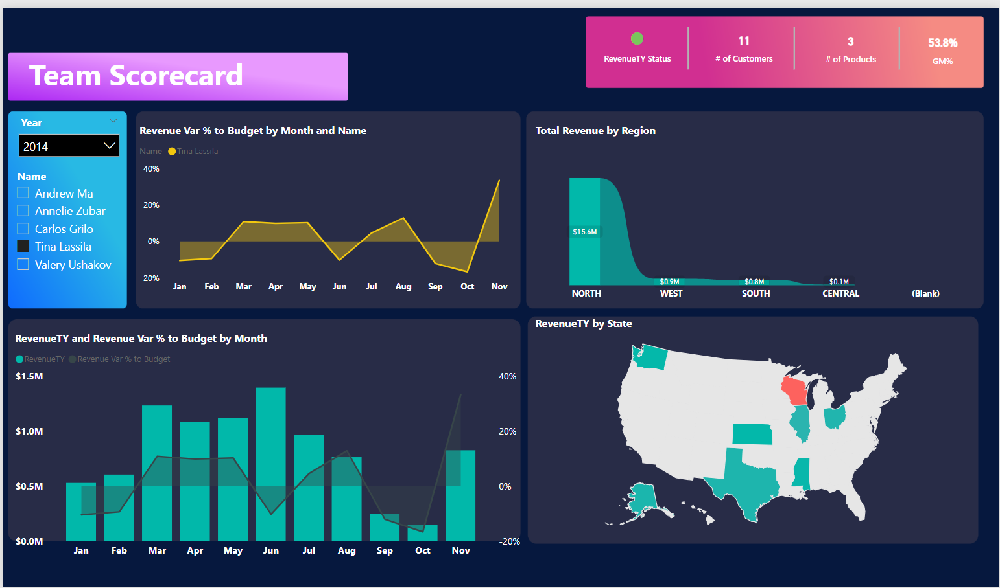 Team Scorecard
RevenueTY Status
11
# of Customers
3
# of Products
53.8%
GM%
Year
2014
Name
Andrew Ma
Annelie Zubar
Carlos Grilo
Tina Lassila
Valery Ushakov
Revenue Var % to Budget by Month and Name
Name Tina Lassila
40%
20%
0%
-20%
Jan Feb Mar Apr May Jun Jul Aug Sep Oct Nov
Total Revenue by Region
$15.6M $0.9M $0.8M $0.1M
NORTH WEST SOUTH CENTRAL (Blank)
RevenueTY and Revenue Var % to Budget by Month
RevenueTY Revenue Var % to Budget
$1.5M 40%
$1.0M 20%
$0.5M 0%
$0.0M -20%
Jan Feb Mar Apr May Jun Jul Aug Sep Oct Nov
RevenueTY by State